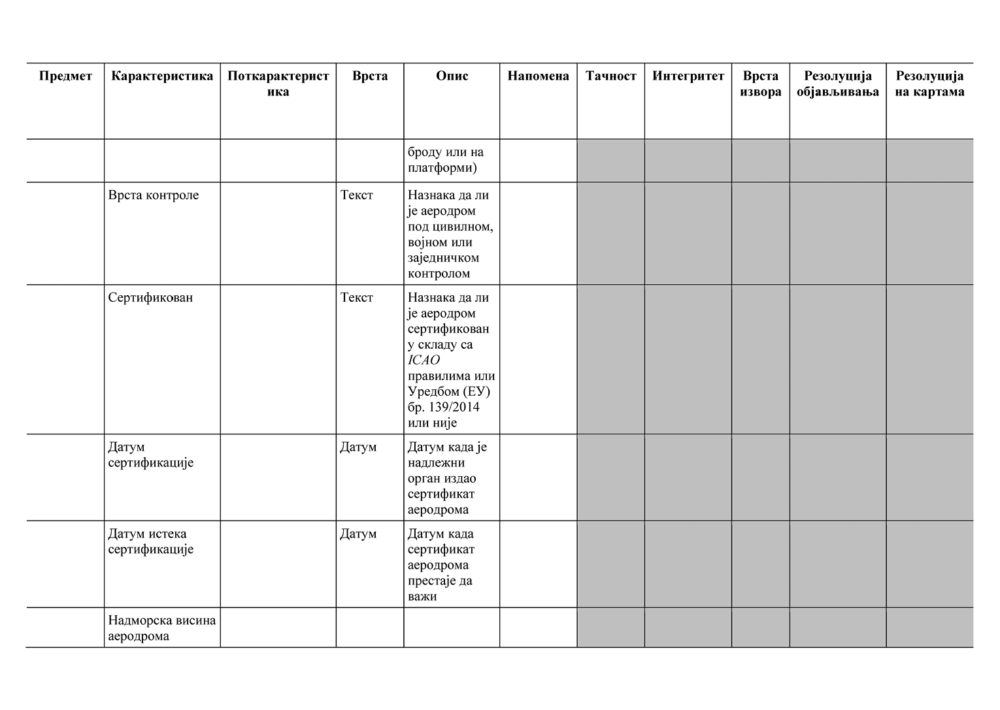 Предмет Карактеристика Поткарактерист Врста Опис Напомена Тачност Интегритет Врста Резолуција Резолуција
ика извора објављивања на картама
броду или на
платформи)
Врста контроле Текст Назнака да ли
је аеродром
под цивилном,
војном или
заједничком
контролом
Сертификован Текст Назнака да ли
је аеродром
сертификован
у складу са
ICAO
правилима или
Уредбом (ЕУ)
бр. 139/2014
или није
Датум Датум Датум када је
сертификације надлежни
орган издао
сертификат
аеродрома
Датум истека Датум Датум када
сертификације сертификат
аеродрома
престаје да
важи
Надморска висина
аеродрома